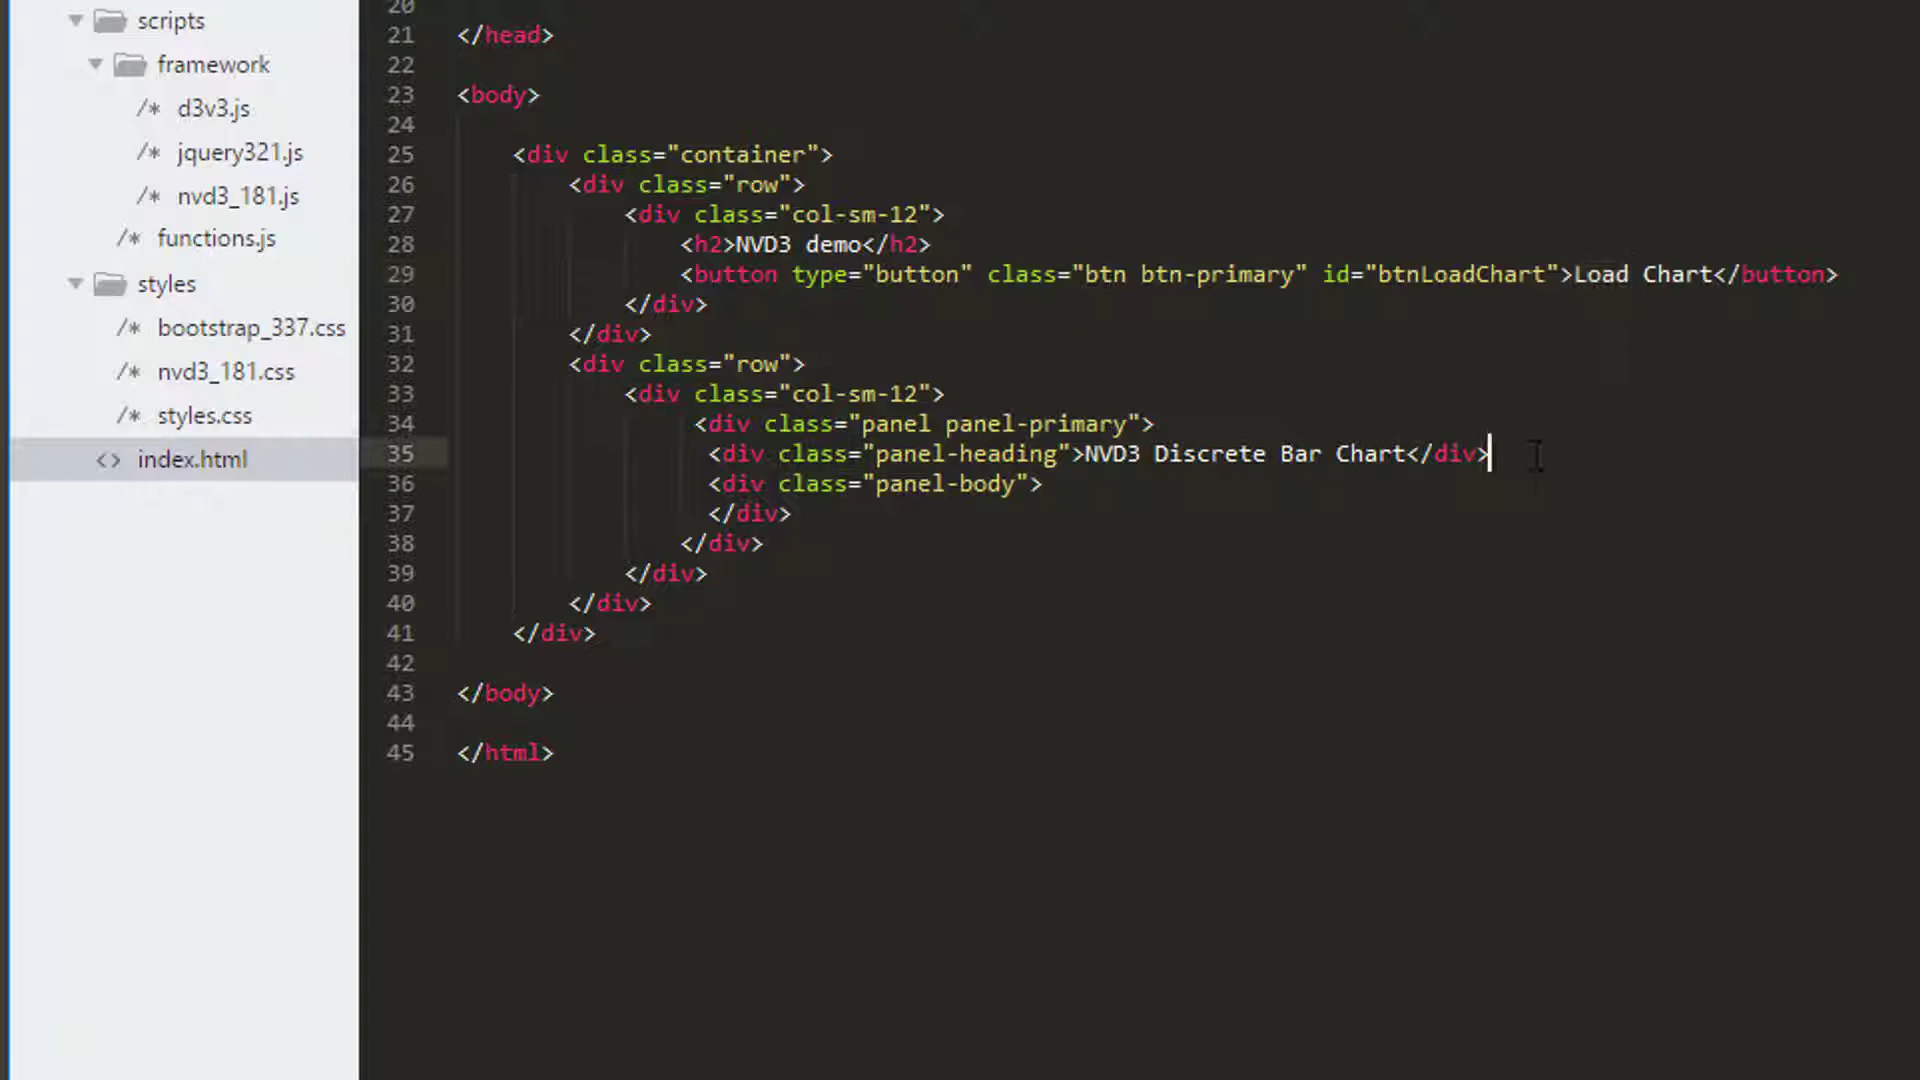 scripts
framework
/* d3v3.js
/* jquery321.js
/* nvd3_181.js
/* functions.js
styles
/* bootstrap_337.css
/* nvd3_181.css
/* styles.css
<> index.html
20
21 </head>
22
23 <body>
24
25 <div class="container">
26 <div class="row">
27 <div class="col-sm-12">
28 <h2>NVD3 demo</h2>
29 <button type="button" class="btn btn-primary" id="btnLoadChart">Load Chart</button>
30 </div>
31 </div>
32 <div class="row">
33 <div class="col-sm-12">
34 <div class="panel panel-primary">
35 <div class="panel-heading">NVD3 Discrete Bar Chart</div>
36 <div class="panel-body">
37 </div>
38 </div>
39 </div>
40 </div>
41 </div>
42
43 </body>
44
45 </html>